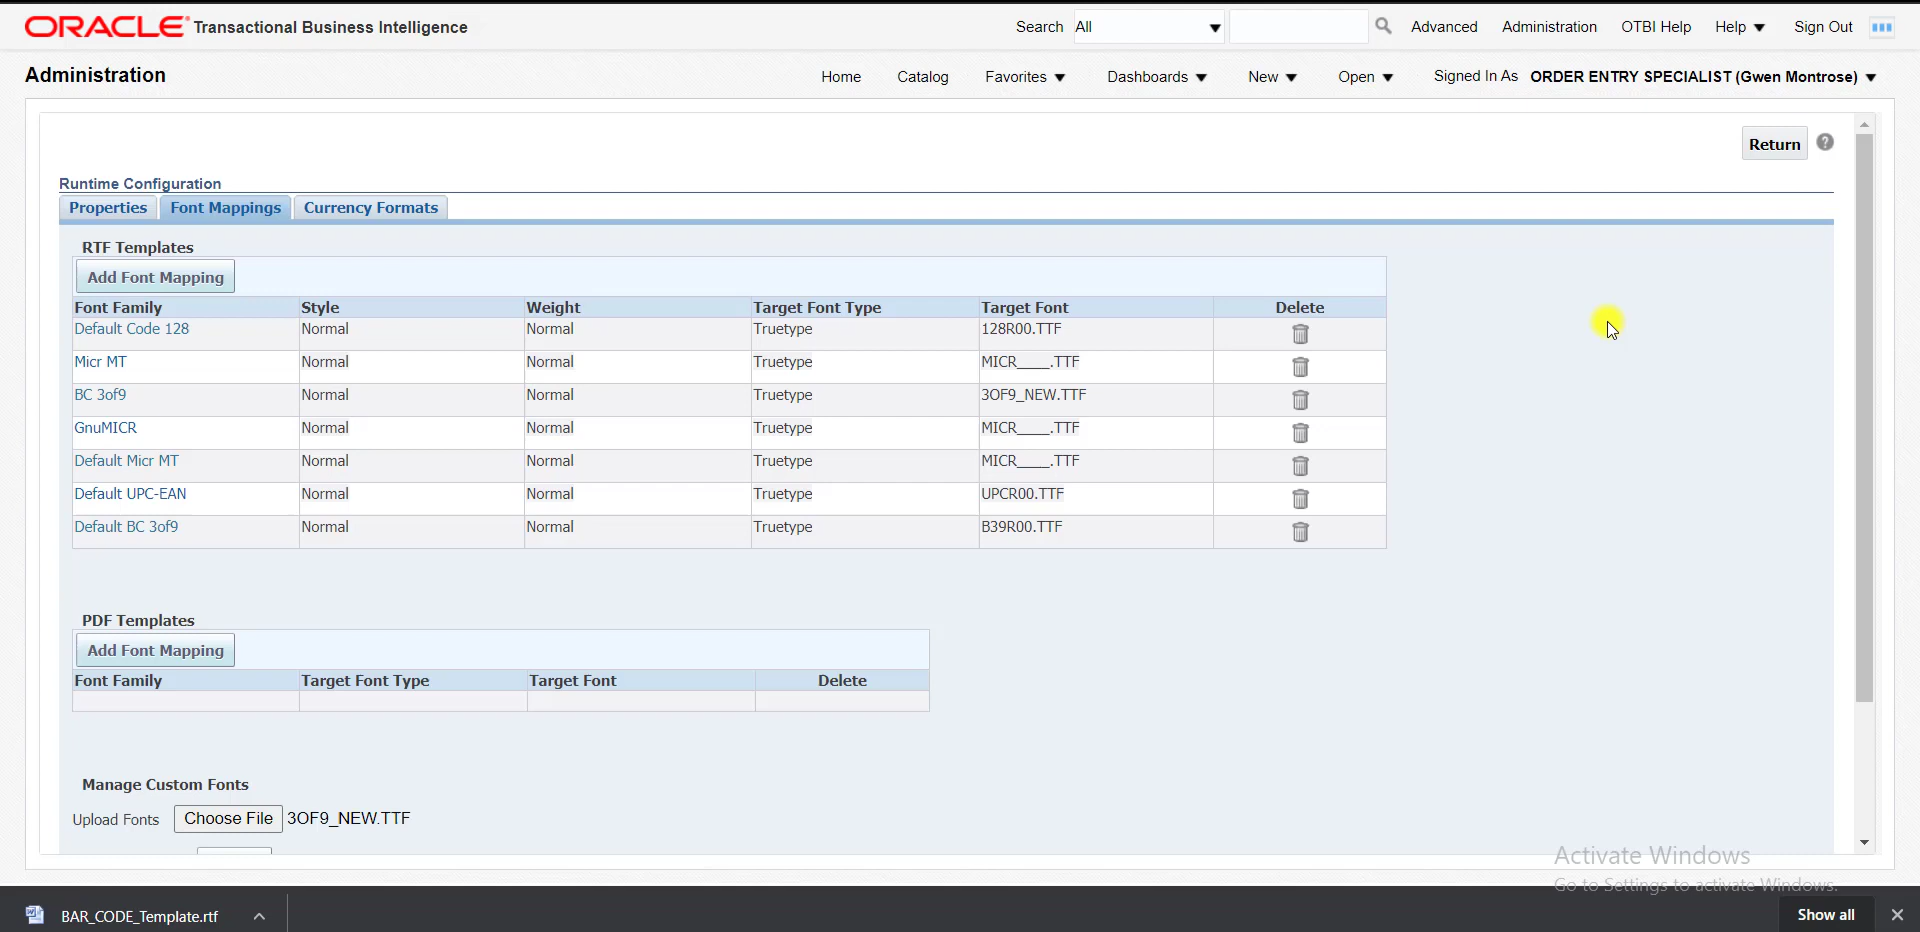 ORACLE Transactional Business Intelligence Search All Advanced Administration OTBI Help Help Sign Out
Administration Home Catalog Favorites Dashboards New Open Signed In As ORDER ENTRY SPECIALIST (Gwen Montrose)
Return ?
Runtime Configuration
Properties Font Mappings Currency Formats
RTF Templates
Add Font Mapping
Font Family Style Weight Target Font Type Target Font Delete
Default Code 128 Normal Normal Truetype 128R00.TTF
Micr MT Normal Normal Truetype MICR____.TTF
BC 3of9 Normal Normal Truetype 3OF9_NEW.TTF
GnuMICR Normal Normal Truetype MICR____.TTF
Default Micr MT Normal Normal Truetype MICR____.TTF
Default UPC-EAN Normal Normal Truetype UPCR00.TTF
Default BC 3of9 Normal Normal Truetype B39R00.TTF
PDF Templates
Add Font Mapping
Font Family Target Font Type Target Font Delete
Manage Custom Fonts
Upload Fonts Choose File 3OF9_NEW.TTF
Activate Windows
Go to Settings to activate Windows.
BAR_CODE_Template.rtf Show all